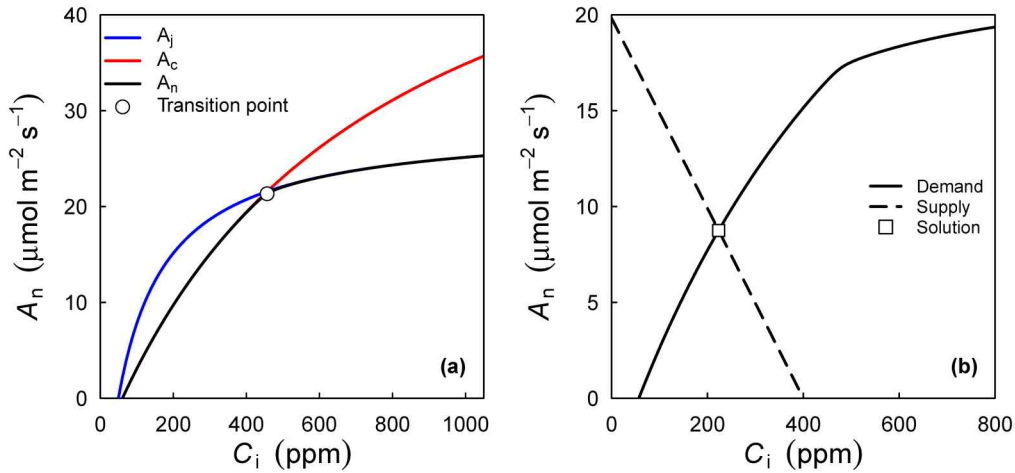 40
30
20
10
0
A_n (μmol m⁻² s⁻¹)
A_j
A_c
A_n
Transition point
(a)
0 200 400 600 800 1000
C_i (ppm)
20
15
10
5
0
A_n (μmol m⁻² s⁻¹)
Demand
Supply
Solution
(b)
0 200 400 600 800
C_i (ppm)